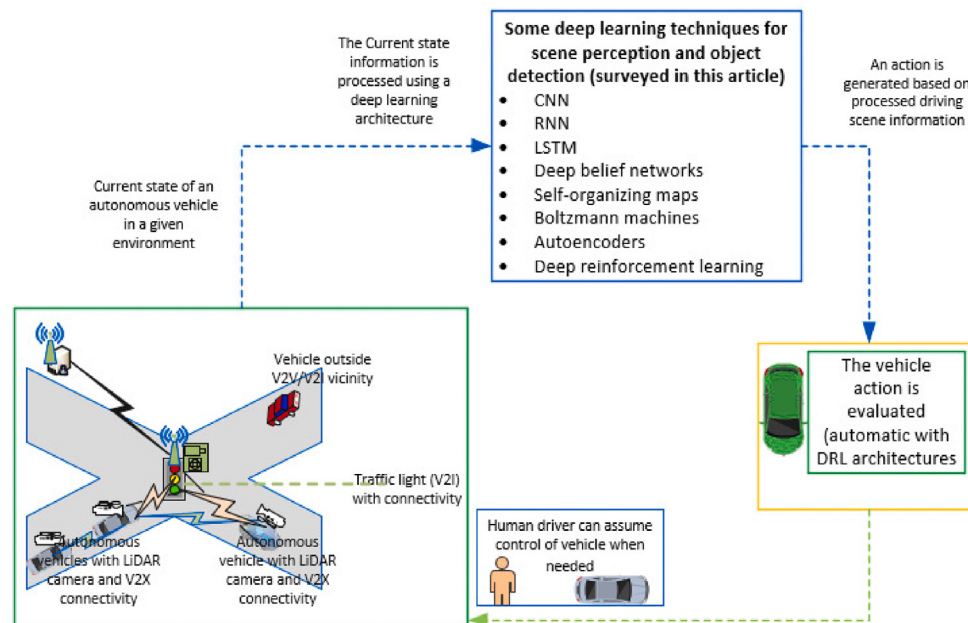 The Current state
information is
processed using a
deep learning
architecture
Some deep learning techniques for
scene perception and object
detection (surveyed in this article)
• CNN
• RNN
• LSTM
• Deep belief networks
• Self-organizing maps
• Boltzmann machines
• Autoencoders
• Deep reinforcement learning
An action is
generated based on
processed driving
scene information
Current state of an
autonomous vehicle
in a given
environment
Vehicle outside
V2V/V2I vicinity
Traffic light (V2I)
with connectivity
Autonomous
vehicles with LiDAR
camera and V2X
connectivity
Autonomous
vehicle with LiDAR
camera and V2X
connectivity
The vehicle
action is
evaluated
(automatic with
DRL architectures
Human driver can assume
control of vehicle when
needed